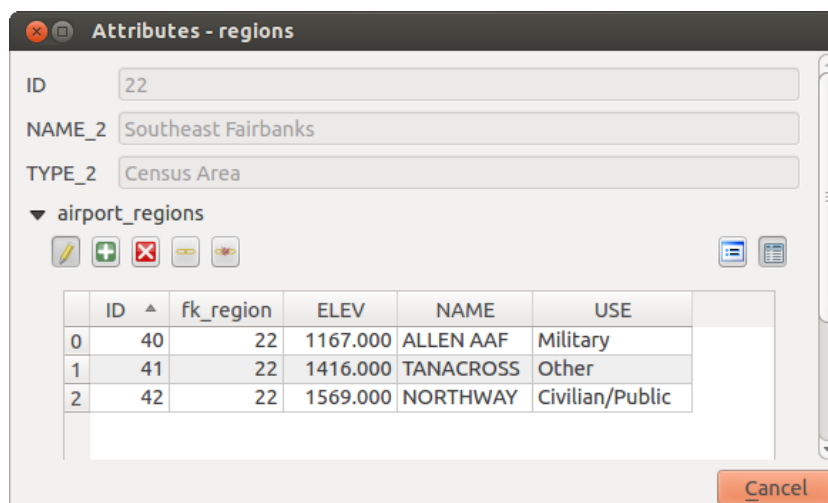 Attributes - regions
ID 22
NAME_2 Southeast Fairbanks
TYPE_2 Census Area
airport_regions
ID fk_region ELEV NAME USE
0 40 22 1167.000 ALLEN AAF Military
1 41 22 1416.000 TANACROSS Other
2 42 22 1569.000 NORTHWAY Civilian/Public
Cancel